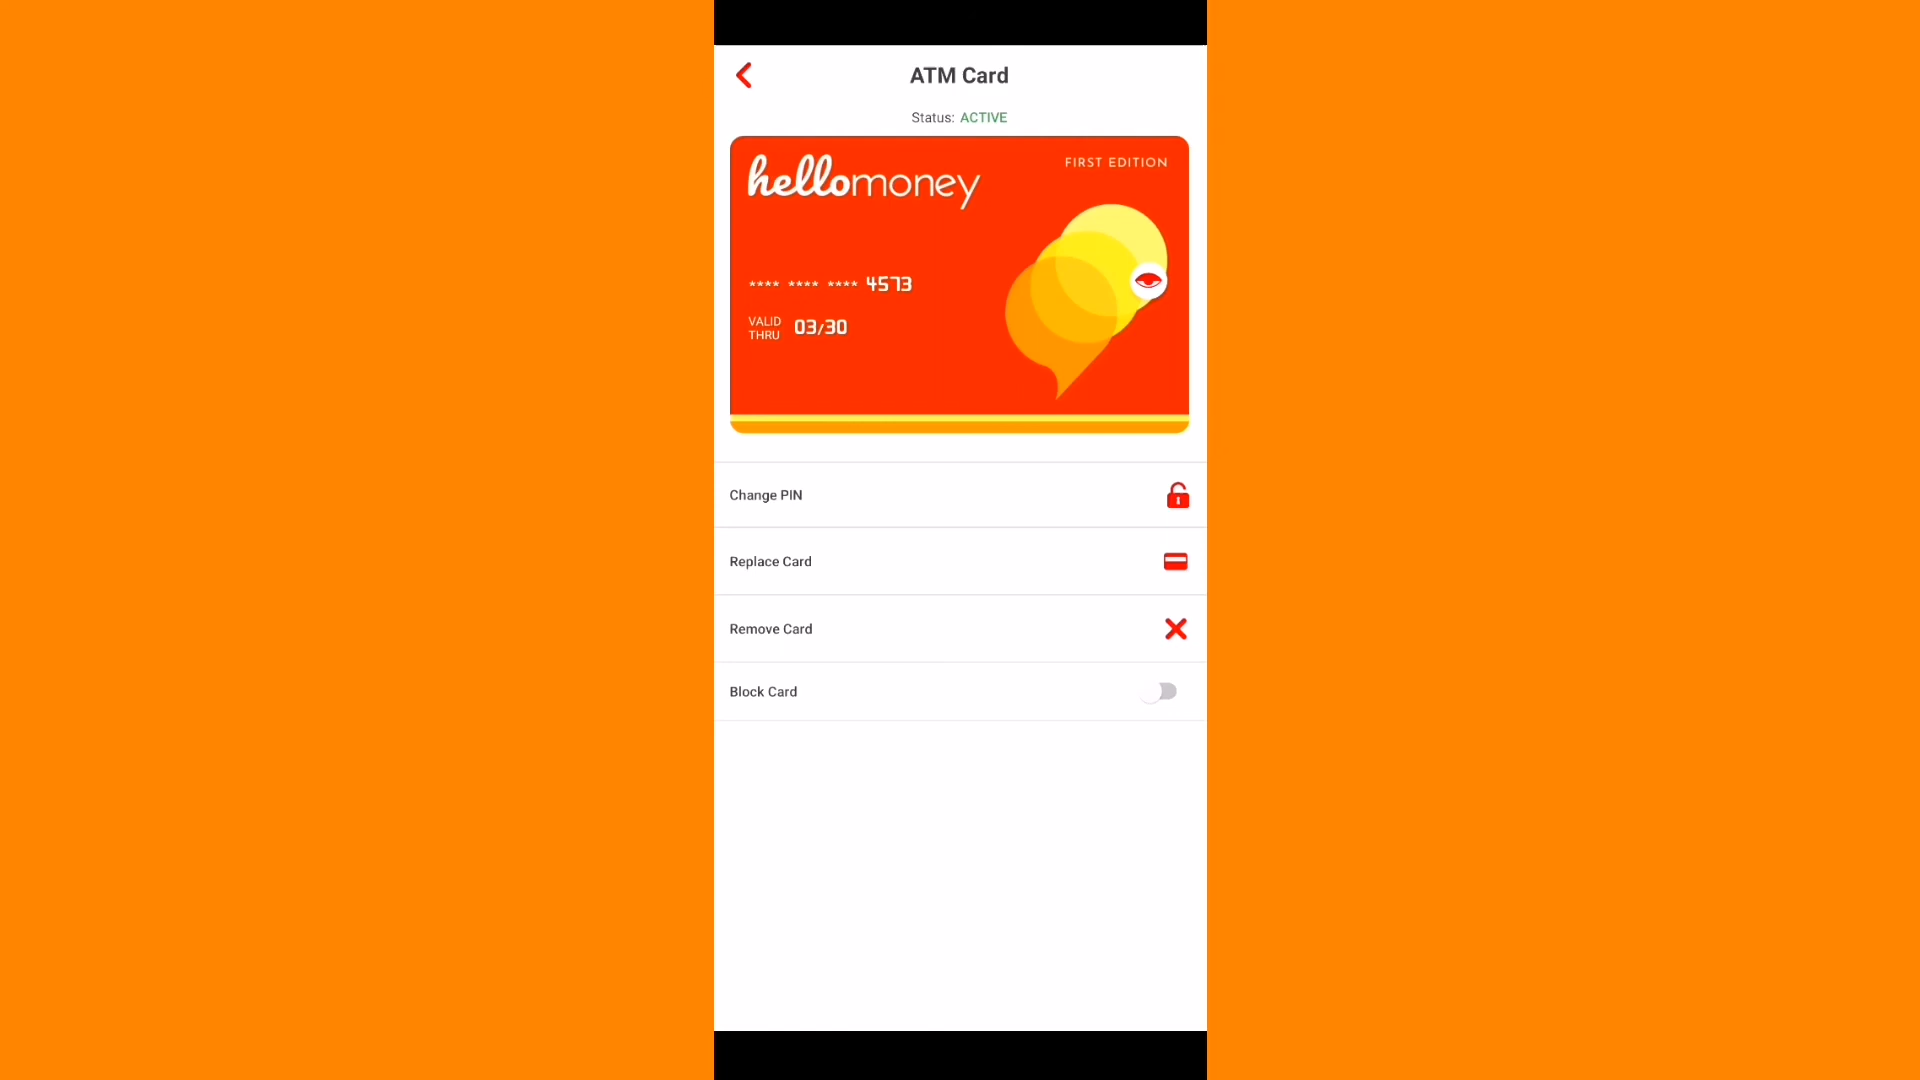 ATM Card
Status: ACTIVE
hellomoney
FIRST EDITION
**** **** **** 4573
VALID THRU 03/30
Change PIN
Replace Card
Remove Card
Block Card